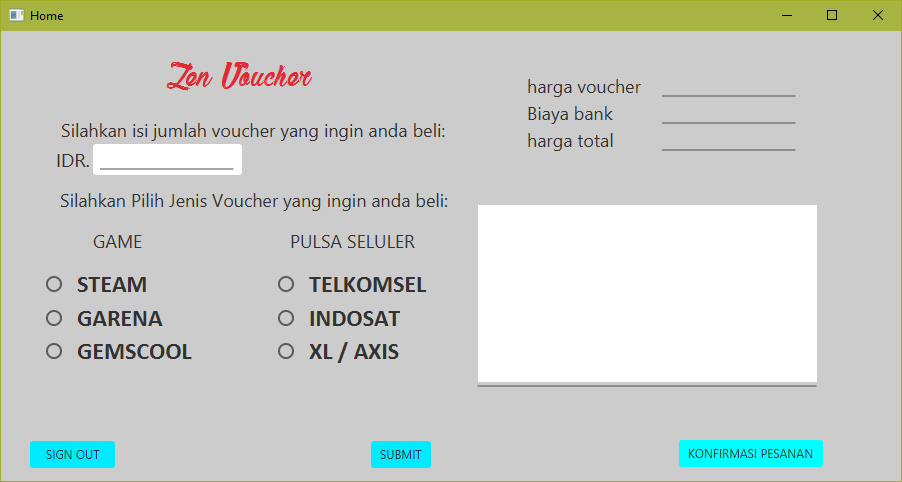 Home
Zen Voucher
Silahkan isi jumlah voucher yang ingin anda beli:
IDR.
Silahkan Pilih Jenis Voucher yang ingin anda beli:
GAME
STEAM
GARENA
GEMSCOOL
PULSA SELULER
TELKOMSEL
INDOSAT
XL / AXIS
harga voucher
Biaya bank
harga total
SIGN OUT
SUBMIT
KONFIRMASI PESANAN